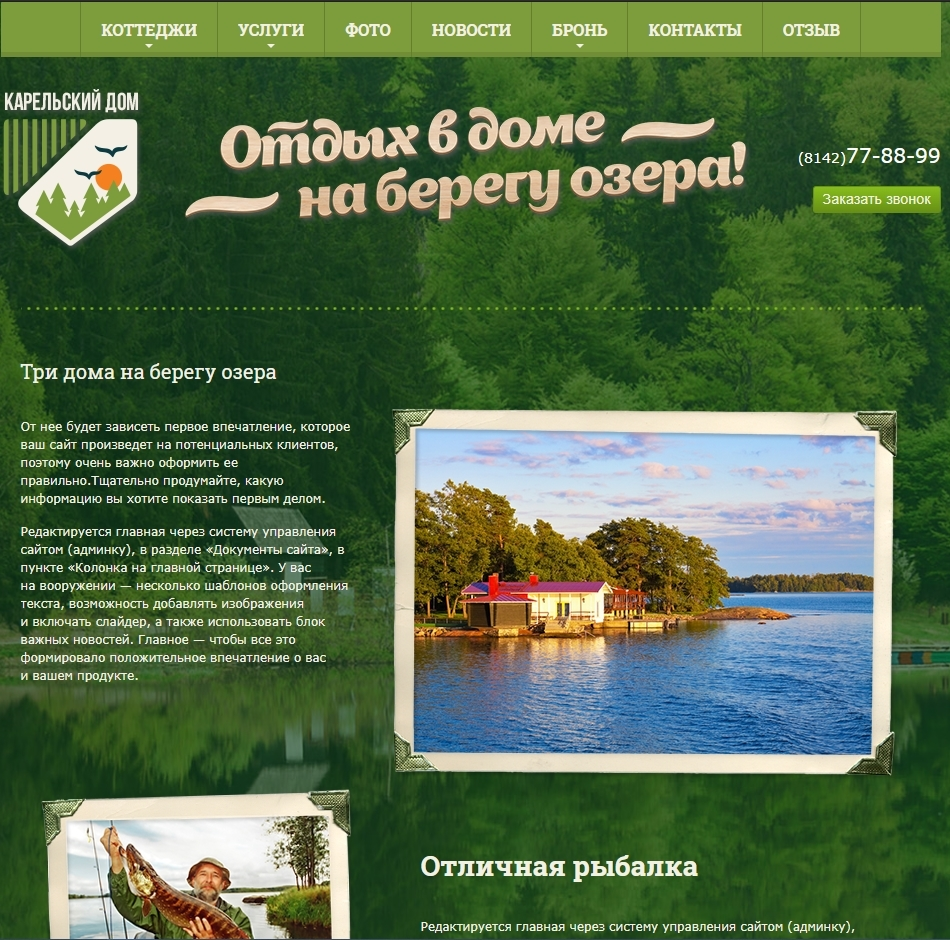 КОТТЕДЖИ УСЛУГИ ФОТО НОВОСТИ БРОНЬ КОНТАКТЫ ОТЗЫВ
КАРЕЛЬСКИЙ ДОМ
Отдых в доме
на берегу озера!
(8142)77-88-99
Заказать звонок
Три дома на берегу озера
От нее будет зависеть первое впечатление, которое
ваш сайт произведет на потенциальных клиентов,
поэтому очень важно оформить ее
правильно.Тщательно продумайте, какую
информацию вы хотите показать первым делом.
Редактируется главная через систему управления
сайтом (админку), в разделе «Документы сайта», в
пункте «Колонка на главной странице». У вас
на вооружении — несколько шаблонов оформления
текста, возможность добавлять изображения
и включать слайдер, а также использовать блок
важных новостей. Главное — чтобы все это
формировало положительное впечатление о вас
и вашем продукте.
Отличная рыбалка
Редактируется главная через систему управления сайтом (админку),